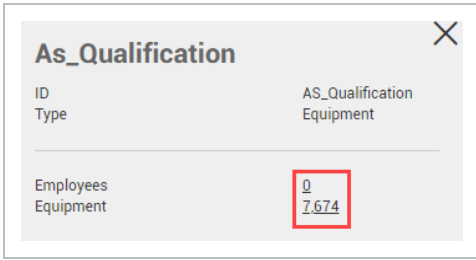 As_Qualification
ID AS_Qualification
Type Equipment
Employees 0
Equipment 7,674